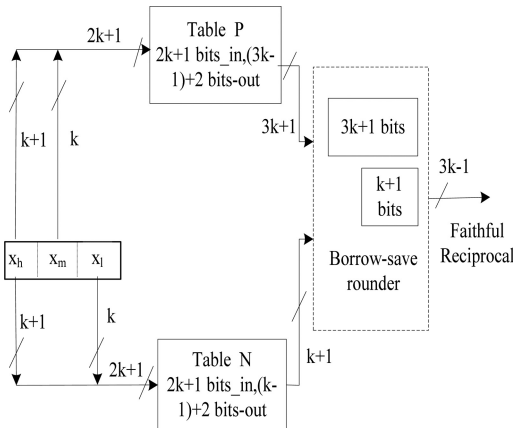 2k+1
Table P
2k+1 bits_in,(3k-
1)+2 bits-out
k+1
k
3k+1
3k+1 bits
k+1
bits
3k-1
Faithful
Reciprocal
Borrow-save
rounder
xh
xm
xl
k+1
k
2k+1
Table N
2k+1 bits_in,(k-
1)+2 bits-out
k+1